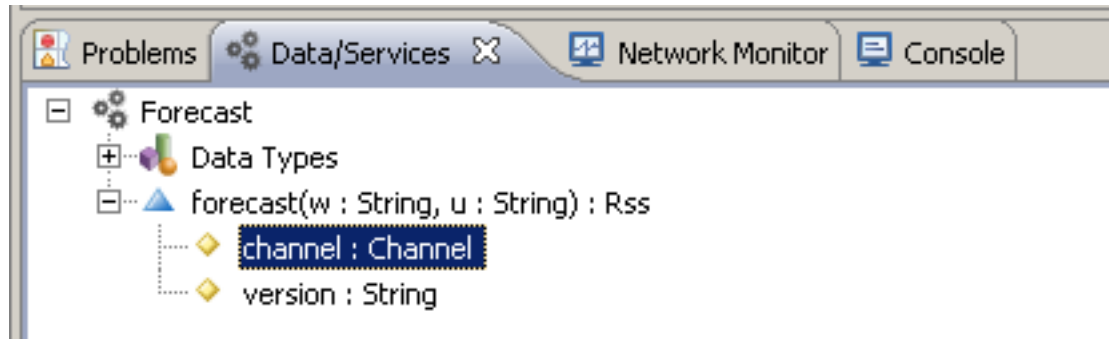 Problems Data/Services Network Monitor Console
Forecast
Data Types
forecast(w : String, u : String) : Rss
channel : Channel
version : String